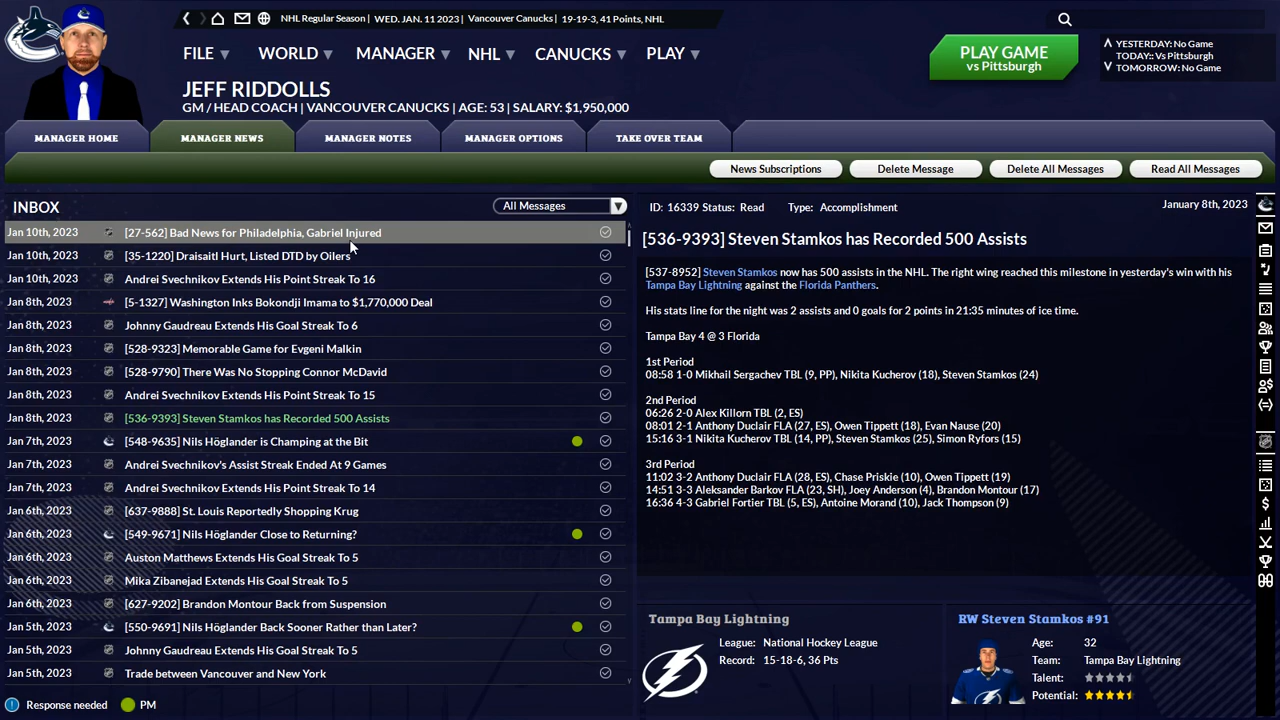 NHL Regular Season | WED. JAN. 11 2023 | Vancouver Canucks | 19-19-3, 41 Points, NHL
FILE WORLD MANAGER NHL CANUCKS PLAY
PLAY GAME
vs Pittsburgh
YESTERDAY: No Game
TODAY:: Vs Pittsburgh
TOMORROW: No Game
JEFF RIDDOLLS
GM / HEAD COACH | VANCOUVER CANUCKS | AGE: 53 | SALARY: $1,950,000
MANAGER HOME MANAGER NEWS MANAGER NOTES MANAGER OPTIONS TAKE OVER TEAM
News Subscriptions Delete Message Delete All Messages Read All Messages
INBOX All Messages
Jan 10th, 2023 [27-562] Bad News for Philadelphia, Gabriel Injured
Jan 10th, 2023 [35-1220] Draisaitl Hurt, Listed DTD by Oilers
Jan 10th, 2023 Andrei Svechnikov Extends His Point Streak To 16
Jan 8th, 2023 [5-1327] Washington Inks Bokondji Imama to $1,770,000 Deal
Jan 8th, 2023 Johnny Gaudreau Extends His Goal Streak To 6
Jan 8th, 2023 [528-9323] Memorable Game for Evgeni Malkin
Jan 8th, 2023 [528-9790] There Was No Stopping Connor McDavid
Jan 8th, 2023 Andrei Svechnikov Extends His Point Streak To 15
Jan 8th, 2023 [536-9393] Steven Stamkos has Recorded 500 Assists
Jan 7th, 2023 [548-9635] Nils Höglander is Champing at the Bit
Jan 7th, 2023 Andrei Svechnikov's Assist Streak Ended At 9 Games
Jan 7th, 2023 Andrei Svechnikov Extends His Point Streak To 14
Jan 6th, 2023 [637-9888] St. Louis Reportedly Shopping Krug
Jan 6th, 2023 [549-9671] Nils Höglander Close to Returning?
Jan 6th, 2023 Auston Matthews Extends His Goal Streak To 5
Jan 6th, 2023 Mika Zibanejad Extends His Goal Streak To 5
Jan 6th, 2023 [627-9202] Brandon Montour Back from Suspension
Jan 5th, 2023 [550-9691] Nils Höglander Back Sooner Rather than Later?
Jan 5th, 2023 Johnny Gaudreau Extends His Goal Streak To 5
Jan 5th, 2023 Trade between Vancouver and New York
Response needed PM
ID: 16339 Status: Read Type: Accomplishment January 8th, 2023
[536-9393] Steven Stamkos has Recorded 500 Assists
[537-8952] Steven Stamkos now has 500 assists in the NHL. The right wing reached this milestone in yesterday's win with his
Tampa Bay Lightning against the Florida Panthers.
His stats line for the night was 2 assists and 0 goals for 2 points in 21:35 minutes of ice time.
Tampa Bay 4 @ 3 Florida
1st Period
08:58 1-0 Mikhail Sergachev TBL (9, PP), Nikita Kucherov (18), Steven Stamkos (24)
2nd Period
06:26 2-0 Alex Killorn TBL (2, ES)
08:01 2-1 Anthony Duclair FLA (27, ES), Owen Tippett (18), Evan Nause (20)
15:16 3-1 Nikita Kucherov TBL (14, PP), Steven Stamkos (25), Simon Ryfors (15)
3rd Period
11:02 3-2 Anthony Duclair FLA (28, ES), Chase Priskie (10), Owen Tippett (19)
14:51 3-3 Aleksander Barkov FLA (23, SH), Joey Anderson (4), Brandon Montour (17)
16:36 4-3 Gabriel Fortier TBL (5, ES), Antoine Morand (10), Jack Thompson (9)
Tampa Bay Lightning
League: National Hockey League
Record: 15-18-6, 36 Pts
RW Steven Stamkos #91
Age: 32
Team: Tampa Bay Lightning
Talent:
Potential: